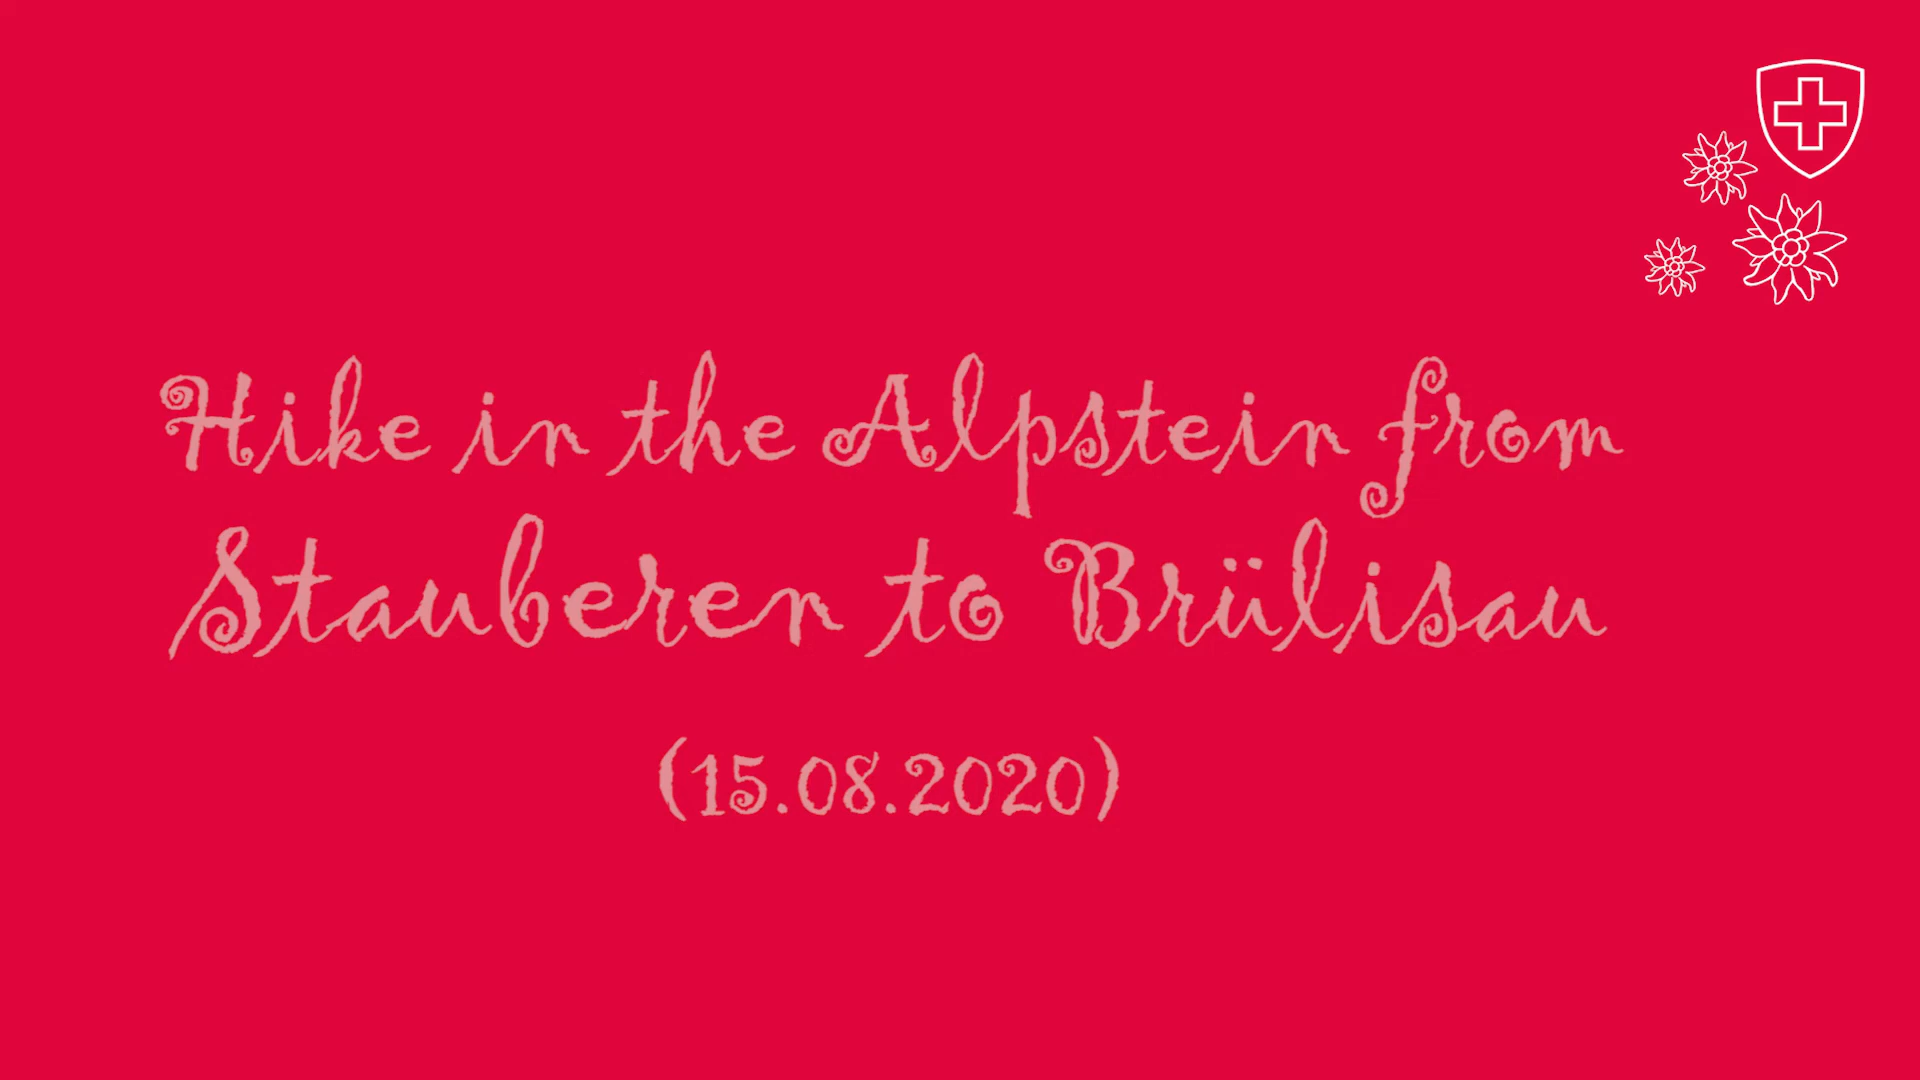 Hike in the Alpstein from
Stauberen to Brülisau
(15.08.2020)